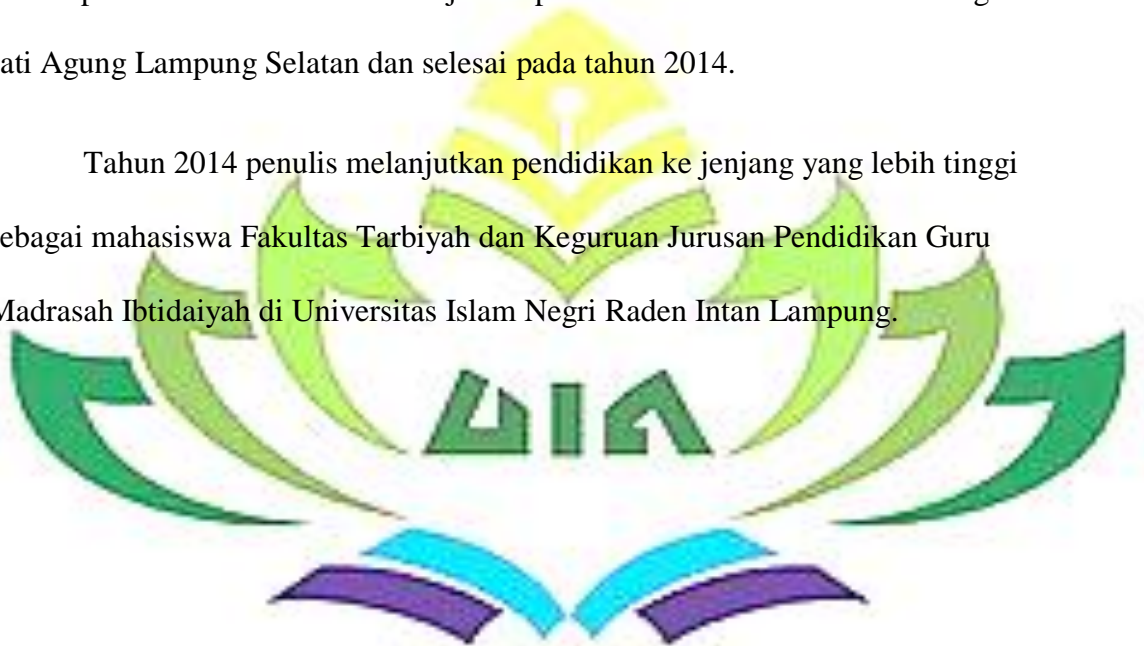 ati Agung Lampung Selatan dan selesai pada tahun 2014.
Tahun 2014 penulis melanjutkan pendidikan ke jenjang yang lebih tinggi
ebagai mahasiswa Fakultas Tarbiyah dan Keguruan Jurusan Pendidikan Guru
Madrasah Ibtidaiyah di Universitas Islam Negri Raden Intan Lampung.
UIN